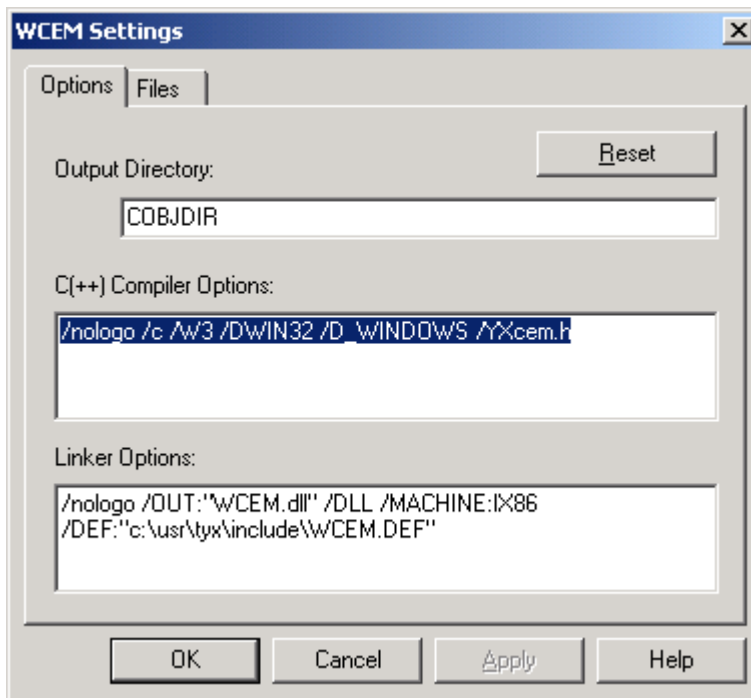 WCEM Settings
Options
Files
Reset
Output Directory:
COBJDIR
C(++) Compiler Options:
/nologo /c /W3 /DWIN32 /D_WINDOWS /YXcem.h
Linker Options:
/nologo /OUT:"WCEM.dll" /DLL /MACHINE:IX86
/DEF:"c:\usr\tyx\include\WCEM.DEF"
OK
Cancel
Apply
Help